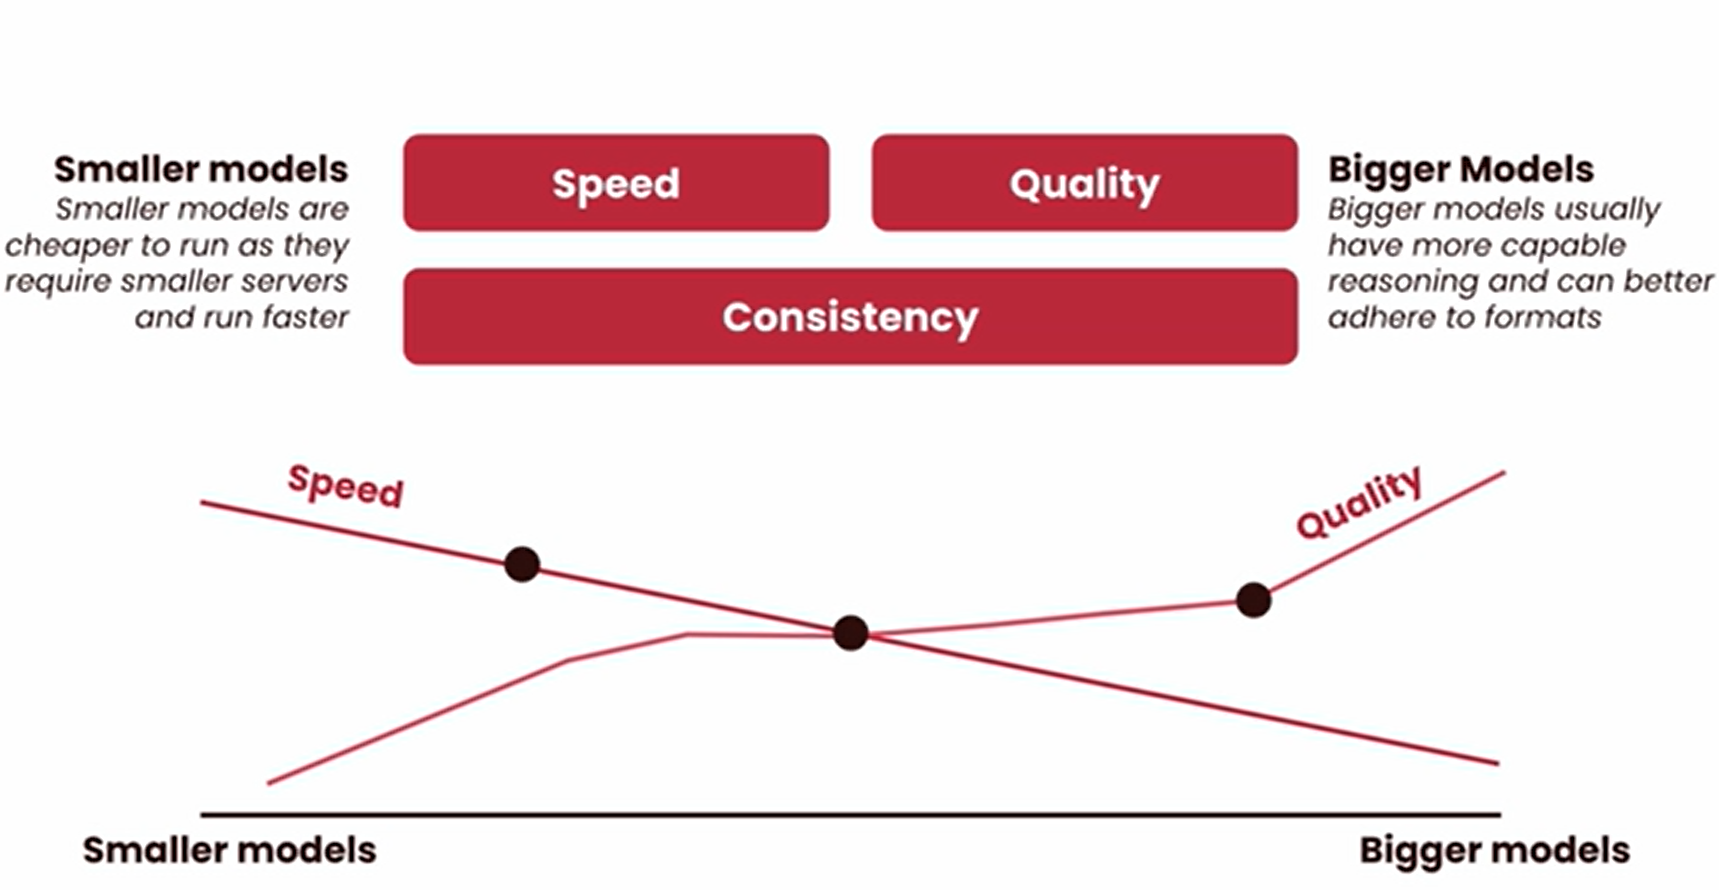 Smaller models
Smaller models are
cheaper to run as they
require smaller servers
and run faster
Speed
Quality
Consistency
Bigger Models
Bigger models usually
have more capable
reasoning and can better
adhere to formats
Speed
Quality
Smaller models
Bigger models